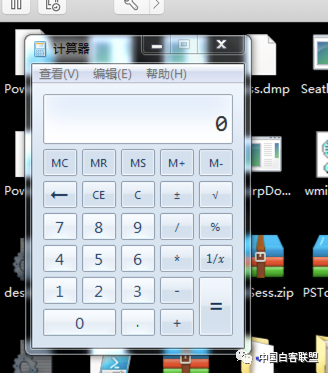 计算器
查看(V) 编辑(E) 帮助(H)
0
MC MR MS M+ M-
← CE C ± √
7 8 9 / %
4 5 6 * 1/x
1 2 3 - =
0 . +
ss.dmp
Seatb
Pow
Po
rpDo...
wmi
des
Sess.zip
PSTo
中国白客联盟